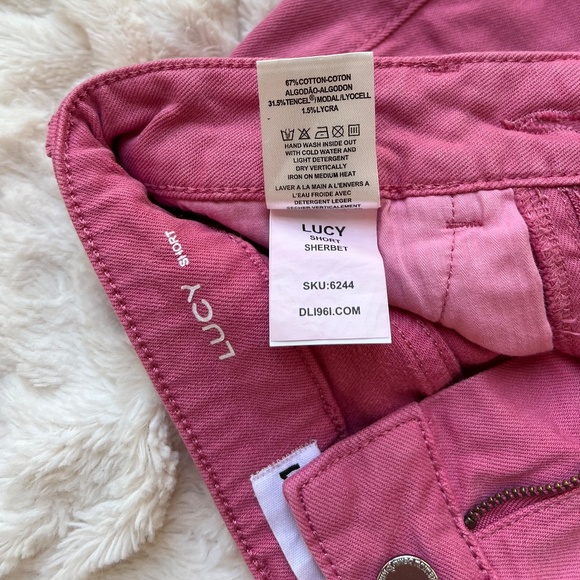 67%COTTON-COTON
ALGODÃO-ALGODON
31.5%TENCEL® MODAL/LYOCELL
1.5%LYCRA
HAND WASH INSIDE OUT
WITH COLD WATER AND
LIGHT DETERGENT
DRY VERTICALLY
IRON ON MEDIUM HEAT
LAVER A LA MAIN A L'ENVERS A
L'EAU FROIDE AVEC
DETERGENT LEGER
SECHER VERTICALEMENT
LUCY
SHORT
SHERBET
SKU:6244
DLI96I.COM
LUCY SHORT